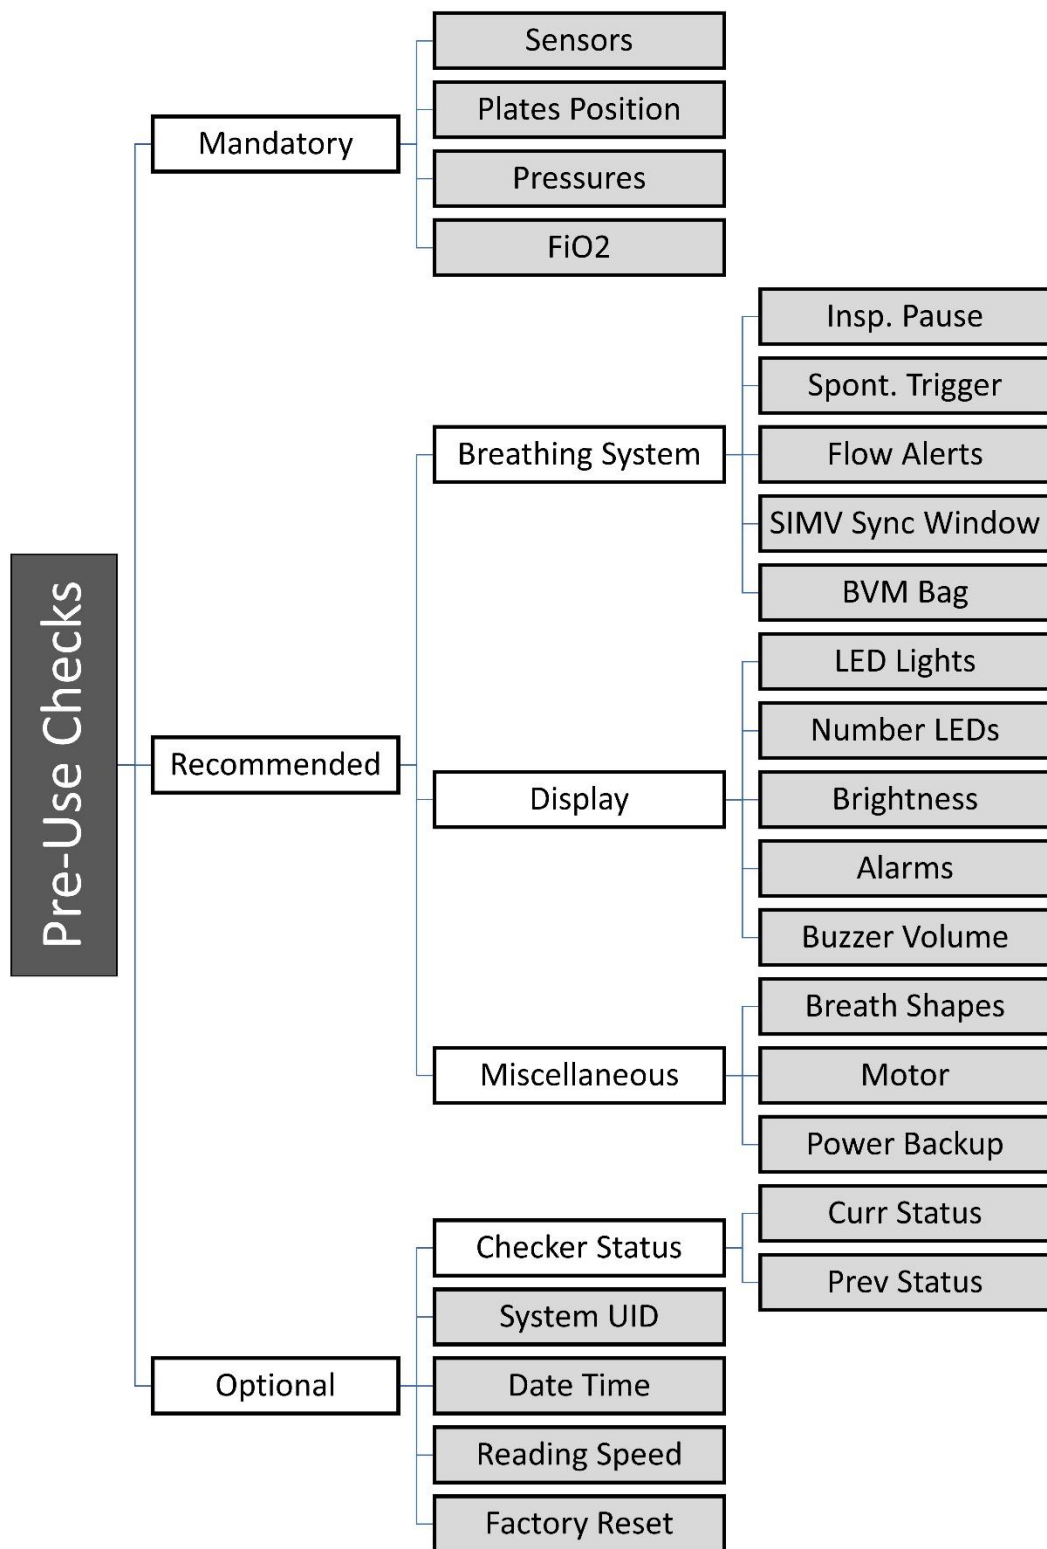 Pre-Use Checks
Mandatory
Sensors
Plates Position
Pressures
FiO2
Recommended
Breathing System
Insp. Pause
Spont. Trigger
Flow Alerts
SIMV Sync Window
BVM Bag
Display
LED Lights
Number LEDs
Brightness
Alarms
Buzzer Volume
Miscellaneous
Breath Shapes
Motor
Power Backup
Optional
Checker Status
Curr Status
Prev Status
System UID
Date Time
Reading Speed
Factory Reset